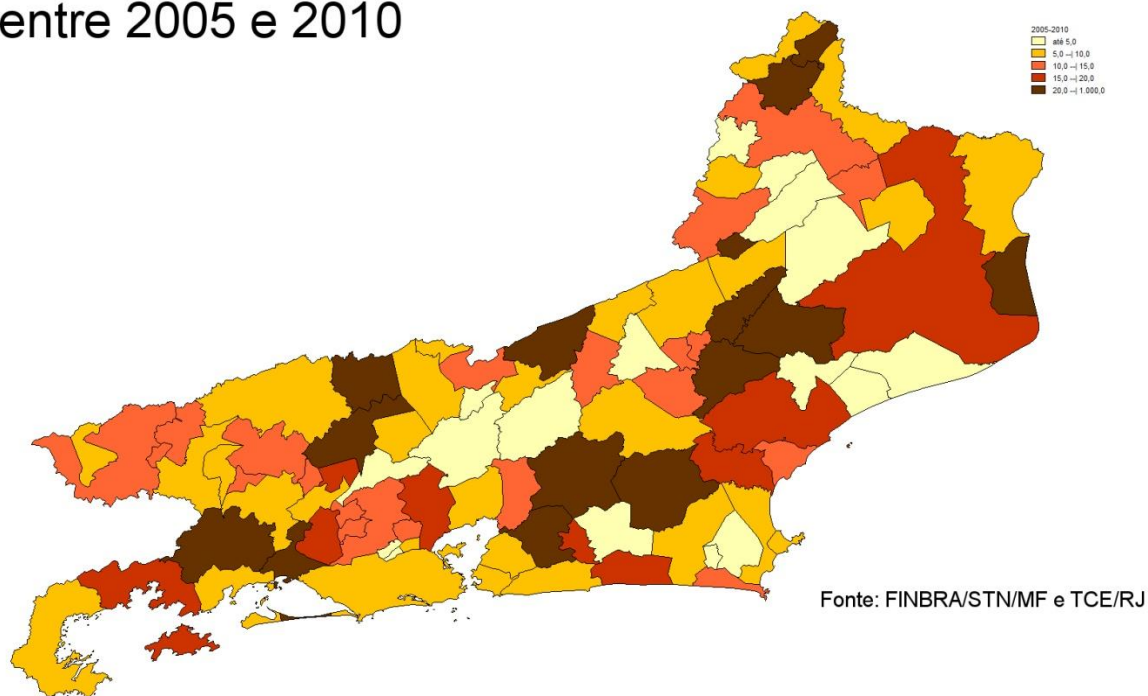 entre 2005 e 2010
2005-2010
até 5,0
5,0 --| 10,0
10,0 --| 15,0
15,0 --| 20,0
20,0 --| 1.000,0
Fonte: FINBRA/STN/MF e TCE/RJ